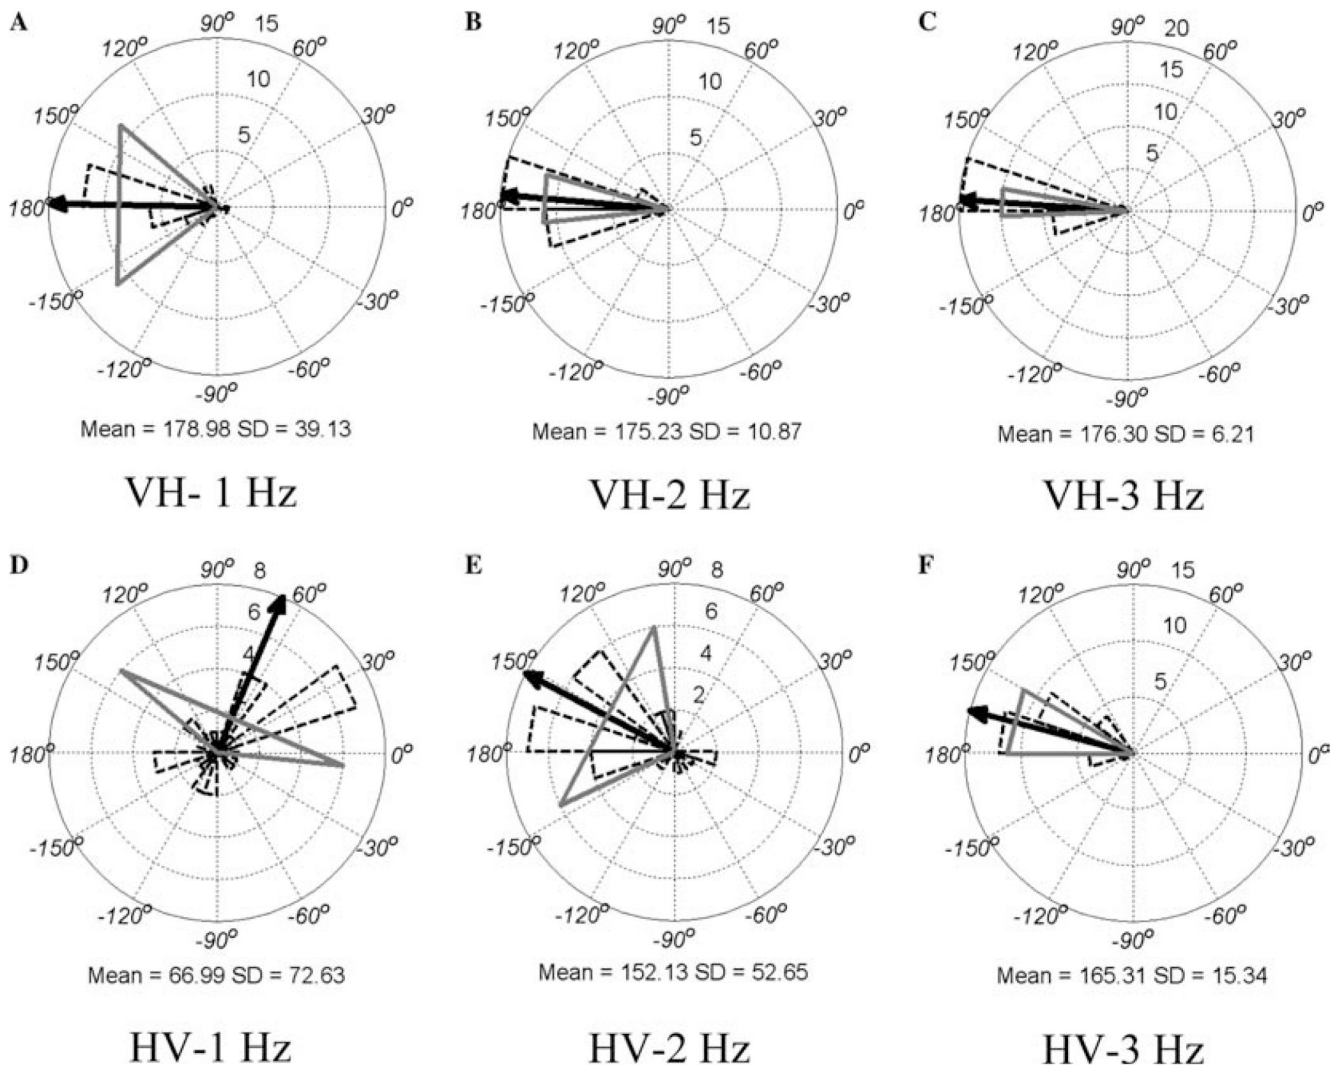 A
90° 15
120° 60°
10
150° 30°
5
180° 0°
-150° -30°
-120° -60°
-90°
Mean = 178.98 SD = 39.13
VH- 1 Hz
B
90° 15
120° 60°
10
150° 30°
5
180° 0°
-150° -30°
-120° -60°
-90°
Mean = 175.23 SD = 10.87
VH-2 Hz
C
90° 20
120° 15 60°
10
150° 30°
5
180° 0°
-150° -30°
-120° -60°
-90°
Mean = 176.30 SD = 6.21
VH-3 Hz
D
90° 8
120° 60°
6
150° 4 30°
180° 0°
-150° -30°
-120° -60°
-90°
Mean = 66.99 SD = 72.63
HV-1 Hz
E
90° 8
120° 60°
6
150° 4 30°
2
180° 0°
-150° -30°
-120° -60°
-90°
Mean = 152.13 SD = 52.65
HV-2 Hz
F
90° 15
120° 60°
10
150° 30°
5
180° 0°
-150° -30°
-120° -60°
-90°
Mean = 165.31 SD = 15.34
HV-3 Hz